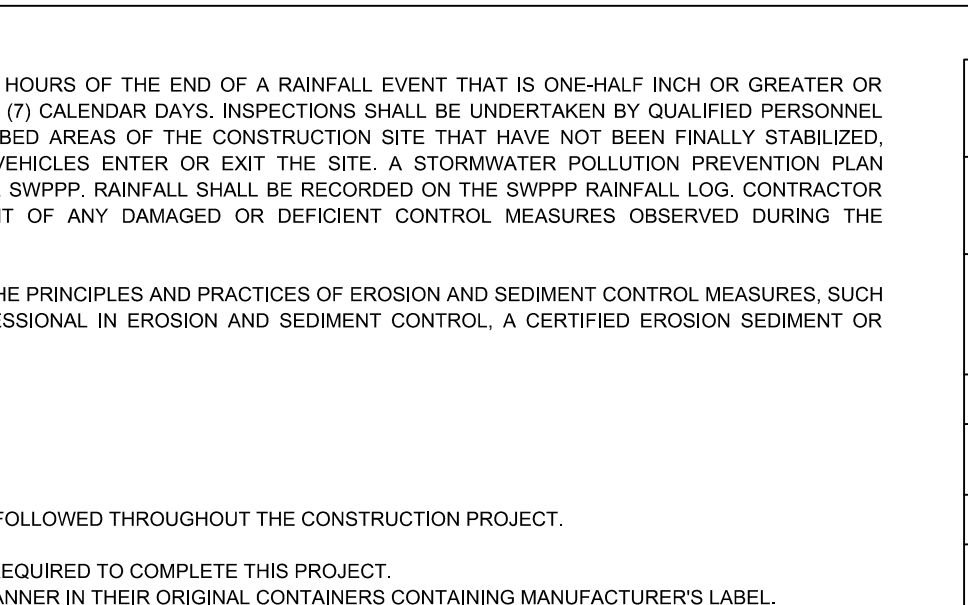 HOURS OF THE END OF A RAINFALL EVENT THAT IS ONE-HALF INCH OR GREATER OR
(7) CALENDAR DAYS. INSPECTIONS SHALL BE UNDERTAKEN BY QUALIFIED PERSONNEL
BED AREAS OF THE CONSTRUCTION SITE THAT HAVE NOT BEEN FINALLY STABILIZED,
VEHICLES ENTER OR EXIT THE SITE. A STORMWATER POLLUTION PREVENTION PLAN
SWPPP. RAINFALL SHALL BE RECORDED ON THE SWPPP RAINFALL LOG. CONTRACTOR
T OF ANY DAMAGED OR DEFICIENT CONTROL MEASURES OBSERVED DURING THE
HE PRINCIPLES AND PRACTICES OF EROSION AND SEDIMENT CONTROL MEASURES, SUCH
ESSIONAL IN EROSION AND SEDIMENT CONTROL, A CERTIFIED EROSION SEDIMENT OR
FOLLOWED THROUGHOUT THE CONSTRUCTION PROJECT.
EQUIRED TO COMPLETE THIS PROJECT.
ANNER IN THEIR ORIGINAL CONTAINERS CONTAINING MANUFACTURER'S LABEL.